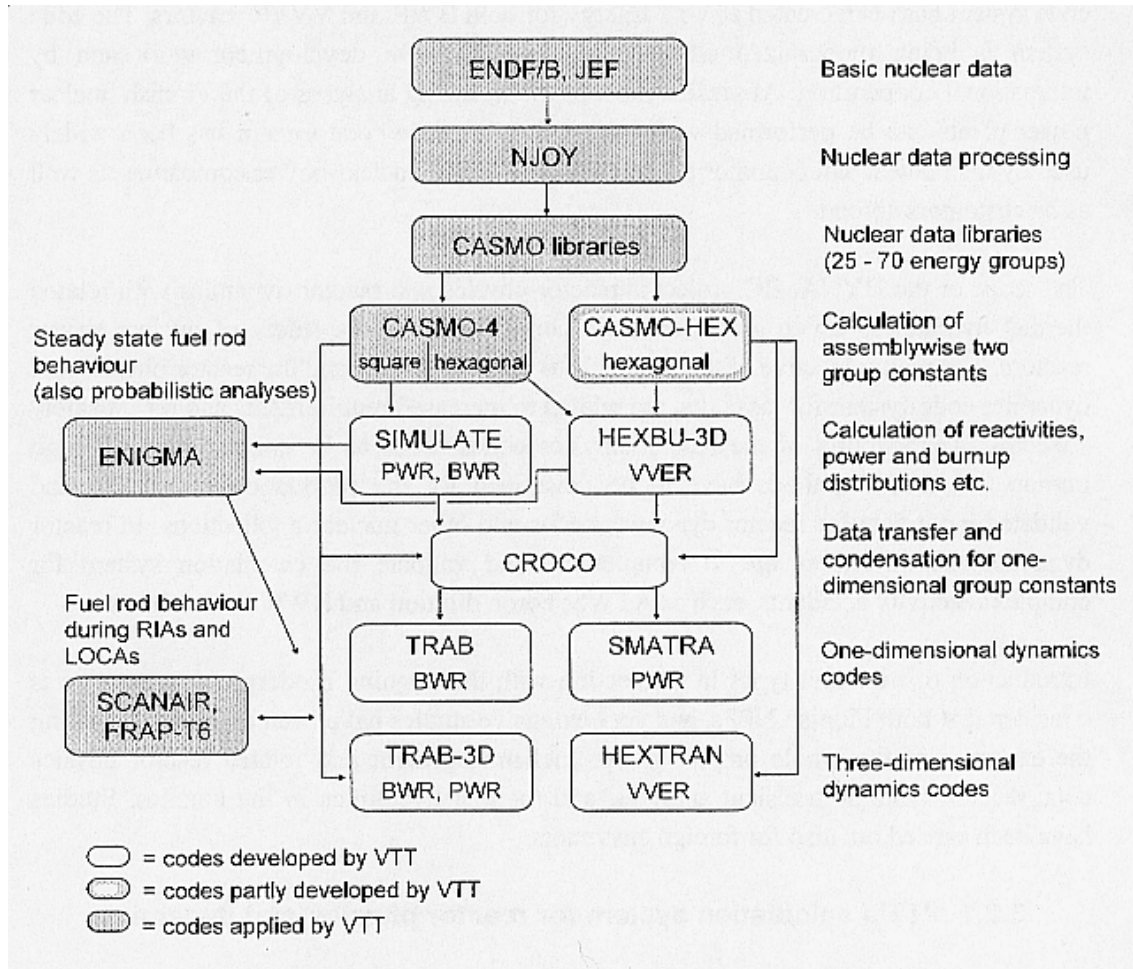 ENDF/B, JEF
Basic nuclear data
NJOY
Nuclear data processing
CASMO libraries
Nuclear data libraries
(25 - 70 energy groups)
Steady state fuel rod
behaviour
(also probabilistic analyses)
CASMO-4
square hexagonal
CASMO-HEX
hexagonal
Calculation of
assemblywise two
group constants
ENIGMA
SIMULATE
PWR, BWR
HEXBU-3D
VVER
Calculation of reactivities,
power and burnup
distributions etc.
CROCO
Data transfer and
condensation for one-
dimensional group constants
Fuel rod behaviour
during RIAs and
LOCAs
TRAB
BWR
SMATRA
PWR
One-dimensional dynamics
codes
SCANAIR,
FRAP-T6
TRAB-3D
BWR, PWR
HEXTRAN
VVER
Three-dimensional
dynamics codes
= codes developed by VTT
= codes partly developed by VTT
= codes applied by VTT